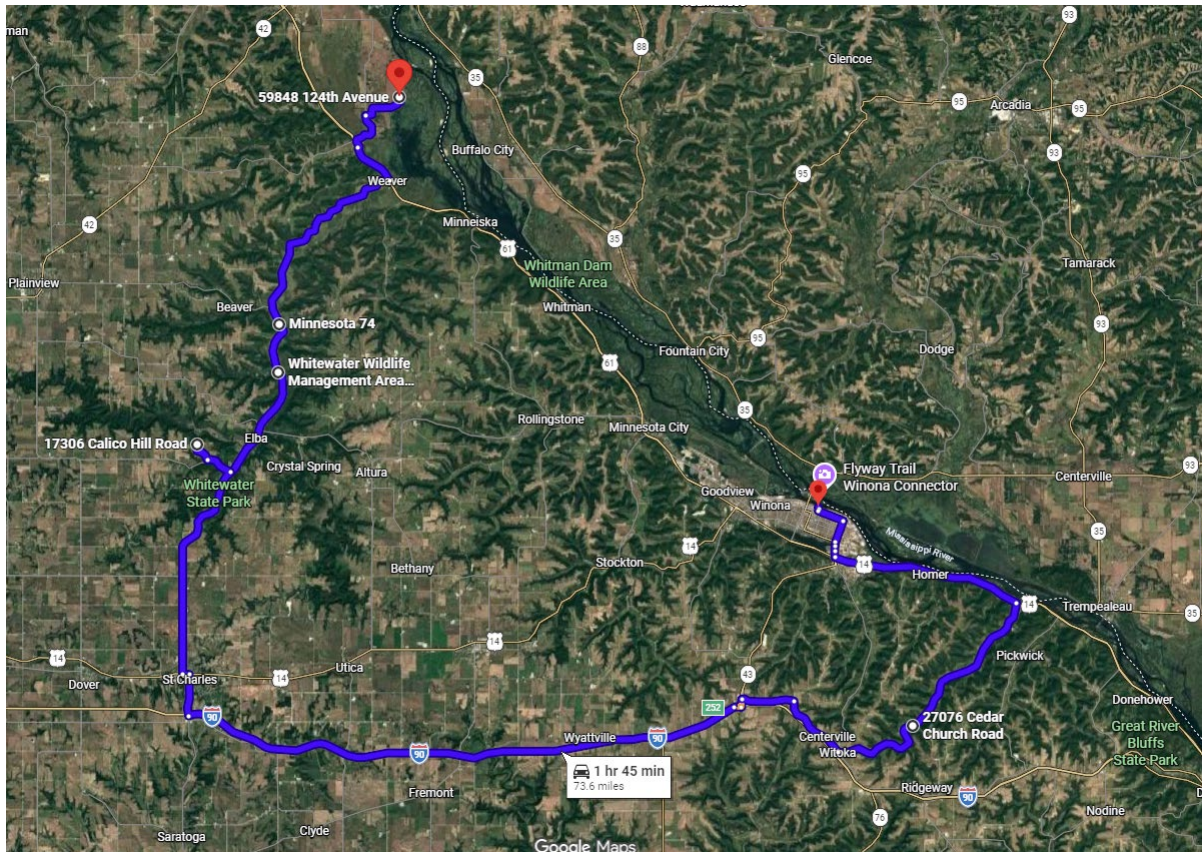 man
42
93
35
88
Glencoe
59848 124th Avenue
95
95
Arcadia
93
Buffalo City
95
Weaver
42
Minneiska
35
61
Whitman Dam
Wildlife Area
Tamarack
Plainview
Beaver
Whitman
Minnesota 74
93
95
Fountain City
Dodge
61
Whitewater Wildlife
Management Area...
35
Rollingstone
Minnesota City
17306 Calico Hill Road
Elba
Crystal Spring
Altura
Flyway Trail
Winona Connector
93
Centerville
Whitewater
State Park
Goodview
Winona
35
14
Mississippi River
Bethany
Stockton
14
Homer
14
Trempealeau
35
14
Utica
Pickwick
14
Dover
St Charles
14
43
Donehower
90
252
27076 Cedar
Church Road
Great River
Bluffs
State Park
Wyattville
90
Centerville
Witoka
90
1 hr 45 min
73.6 miles
Ridgeway
90
Fremont
76
Nodine
Clyde
Saratoga
Google Maps